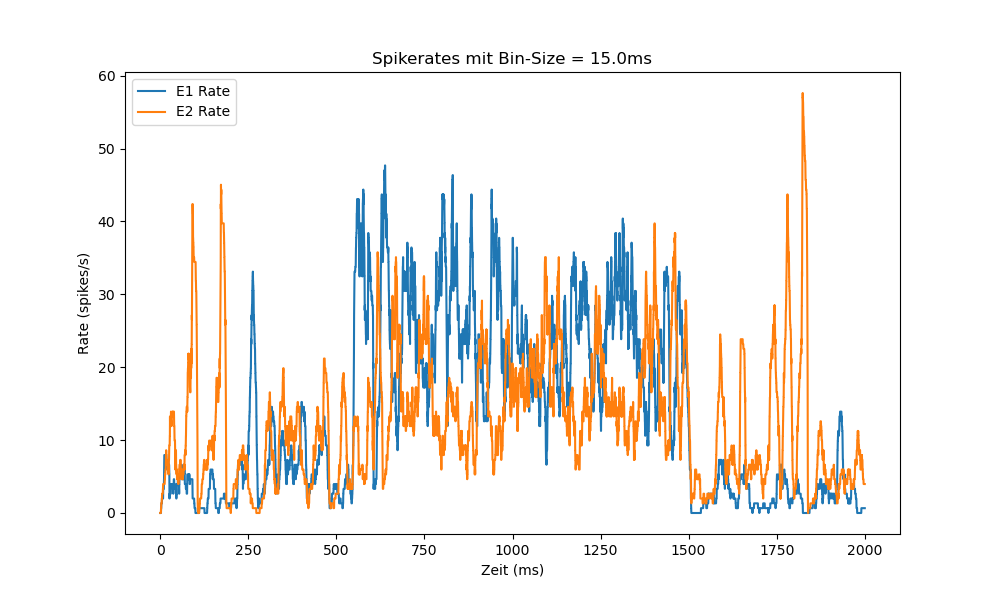 Spikerates mit Bin-Size = 15.0ms
E1 Rate
E2 Rate
60
50
40
30
20
10
0
Rate (spikes/s)
0 250 500 750 1000 1250 1500 1750 2000
Zeit (ms)